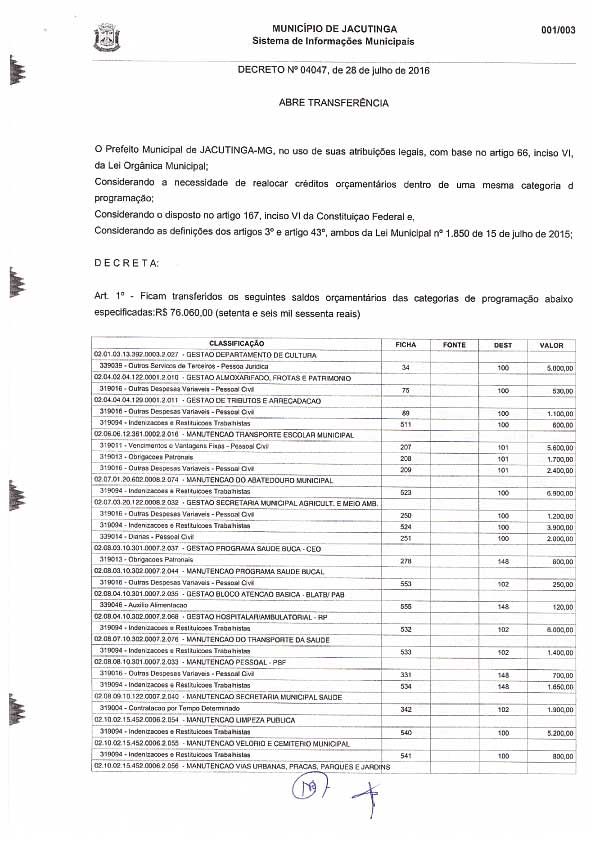 MUNICÍPIO DE JACUTINGA
001/003
Sistema de Informações Municipais
DECRETO Nº 04047, de 28 de julho de 2016
ABRE TRANSFERÊNCIA
O Prefeito Municipal de JACUTINGA-MG, no uso de suas atribuições legais, com base no artigo 66, inciso VI,
da Lei Orgânica Municipal;
Considerando a necessidade de realocar créditos orçamentários dentro de uma mesma categoria d
programação;
Considerando o disposto no artigo 167, inciso VI da Constituiçao Federal e,
Considerando as definições dos artigos 3º e artigo 43º, ambos da Lei Municipal nº 1.850 de 15 de julho de 2015;
D E C R E T A:
Art. 1º - Ficam transferidos os seguintes saldos orçamentários das categorias de programação abaixo
especificadas:R$ 76.060,00 (setenta e seis mil sessenta reais)
CLASSIFICAÇÃO FICHA FONTE DEST VALOR
02.01.03.13.392.0003.2.027 - GESTAO DEPARTAMENTO DE CULTURA
339039 - Outros Servicos de Terceiros - Pessoa Juridica 34 100 5.000,00
02.04.02.04.122.0001.2.010 - GESTAO ALMOXARIFADO, FROTAS E PATRIMONIO
319016 - Outras Despesas Variaveis - Pessoal Civil 75 100 530,00
02.04.04.04.129.0001.2.011 - GESTAO DE TRIBUTOS E ARRECADACAO
319016 - Outras Despesas Variaveis - Pessoal Civil 89 100 1.100,00
319094 - Indenizacoes e Restituicoes Trabalhistas 511 100 600,00
02.06.06.12.361.0002.2.016 - MANUTENCAO TRANSPORTE ESCOLAR MUNICIPAL
319011 - Vencimentos e Vantagens Fixas - Pessoal Civil 207 101 5.600,00
319013 - Obrigacoes Patronais 208 101 1.700,00
319016 - Outras Despesas Variaveis - Pessoal Civil 209 101 2.400,00
02.07.01.20.602.0008.2.074 - MANUTENCAO DO ABATEDOURO MUNICIPAL
319094 - Indenizacoes e Restituicoes Trabalhistas 523 100 6.900,00
02.07.03.20.122.0008.2.032 - GESTAO SECRETARIA MUNICIPAL AGRICULT. E MEIO AMB.
319016 - Outras Despesas Variaveis - Pessoal Civil 250 100 1.200,00
319094 - Indenizacoes e Restituicoes Trabalhistas 524 100 3.900,00
339014 - Diarias - Pessoal Civil 251 100 2.000,00
02.08.03.10.301.0007.2.037 - GESTAO PROGRAMA SAUDE BUCA - CEO
319013 - Obrigacoes Patronais 278 148 800,00
02.08.03.10.302.0007.2.044 - MANUTENCAO PROGRAMA SAUDE BUCAL
319016 - Outras Despesas Variaveis - Pessoal Civil 553 102 250,00
02.08.04.10.301.0007.2.035 - GESTAO BLOCO ATENCAO BASICA - BLATB/ PAB
339046 - Auxilio Alimentacao 555 148 120,00
02.08.04.10.302.0007.2.068 - GESTAO HOSPITALAR/AMBULATORIAL - RP
319094 - Indenizacoes e Restituicoes Trabalhistas 532 102 6.000,00
02.08.07.10.302.0007.2.076 - MANUTENCAO DO TRANSPORTE DA SAUDE
319094 - Indenizacoes e Restituicoes Trabalhistas 533 102 1.400,00
02.08.08.10.301.0007.2.033 - MANUTENCAO PESSOAL - PSF
319016 - Outras Despesas Variaveis - Pessoal Civil 331 148 700,00
319094 - Indenizacoes e Restituicoes Trabalhistas 534 148 1.650,00
02.08.09.10.122.0007.2.040 - MANUTENCAO SECRETARIA MUNICIPAL SAUDE
319004 - Contratacao por Tempo Determinado 342 102 1.900,00
02.10.02.15.452.0006.2.054 - MANUTENCAO LIMPEZA PUBLICA
319094 - Indenizacoes e Restituicoes Trabalhistas 540 100 5.200,00
02.10.02.15.452.0006.2.055 - MANUTENCAO VELORIO E CEMITERIO MUNICIPAL
319094 - Indenizacoes e Restituicoes Trabalhistas 541 100 800,00
02.10.02.15.452.0006.2.056 - MANUTENCAO VIAS URBANAS, PRACAS, PARQUES E JARDINS